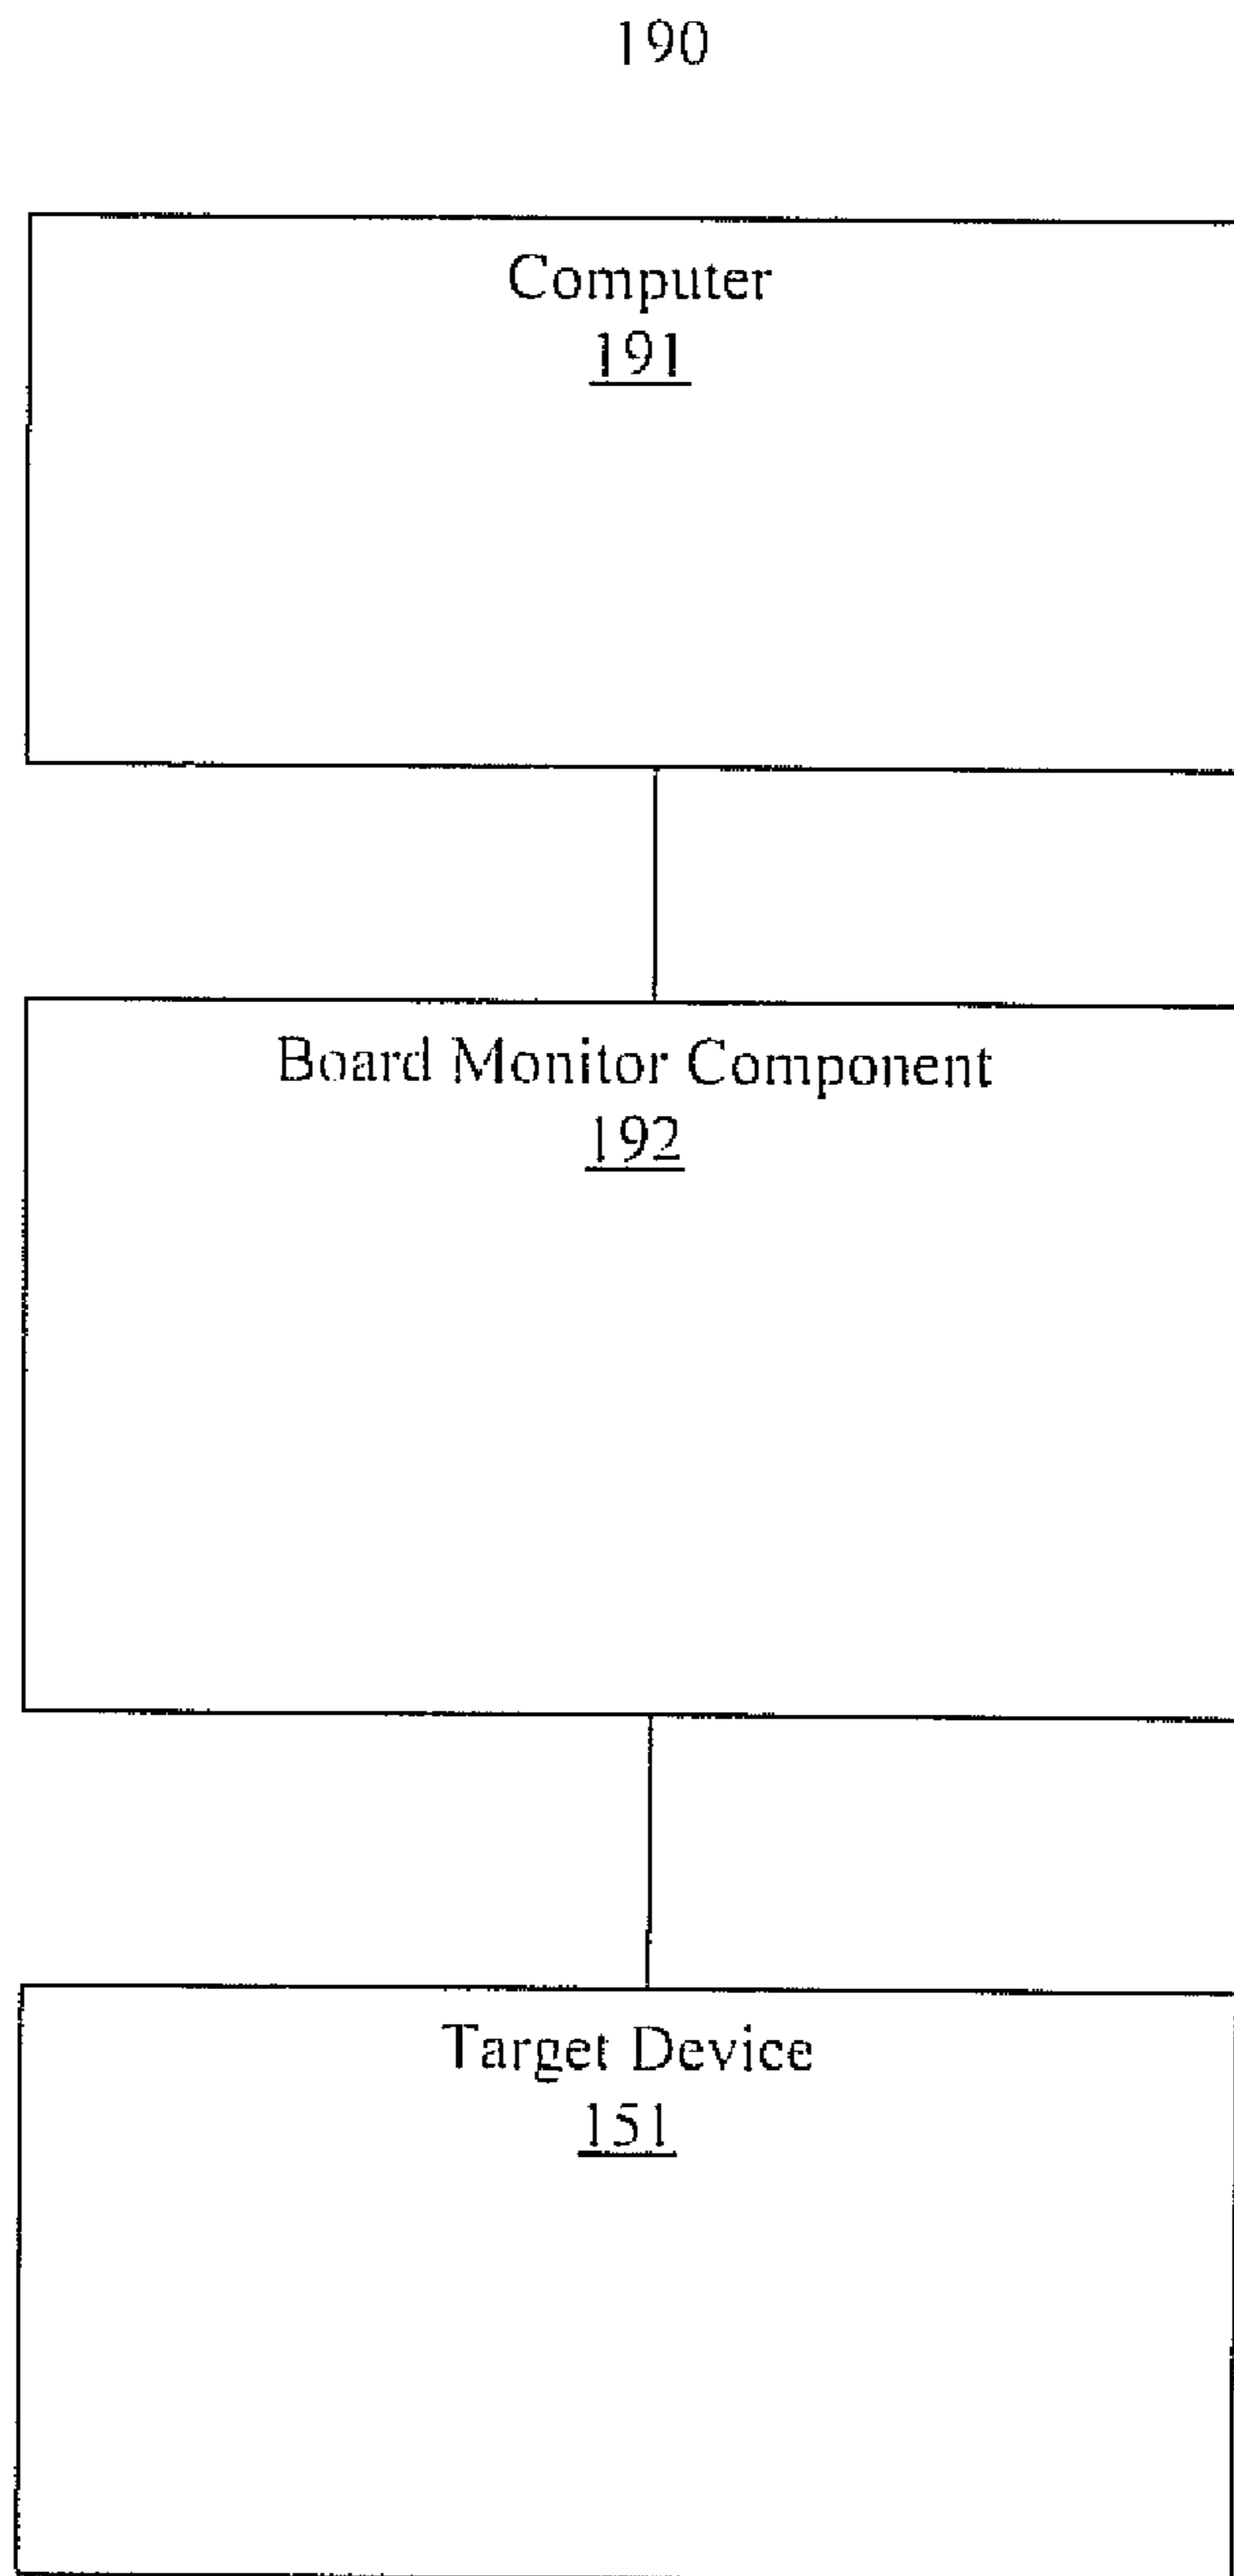 190
Computer
191
Board Monitor Component
192
Target Device
151